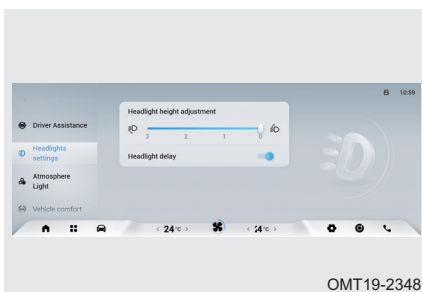 10:59
Driver Assistance
Headlights
settings
Atmosphere
Light
Vehicle comfort
Headlight height adjustment
3 2 1 0
Headlight delay
< 24°C >
OMT19-2348